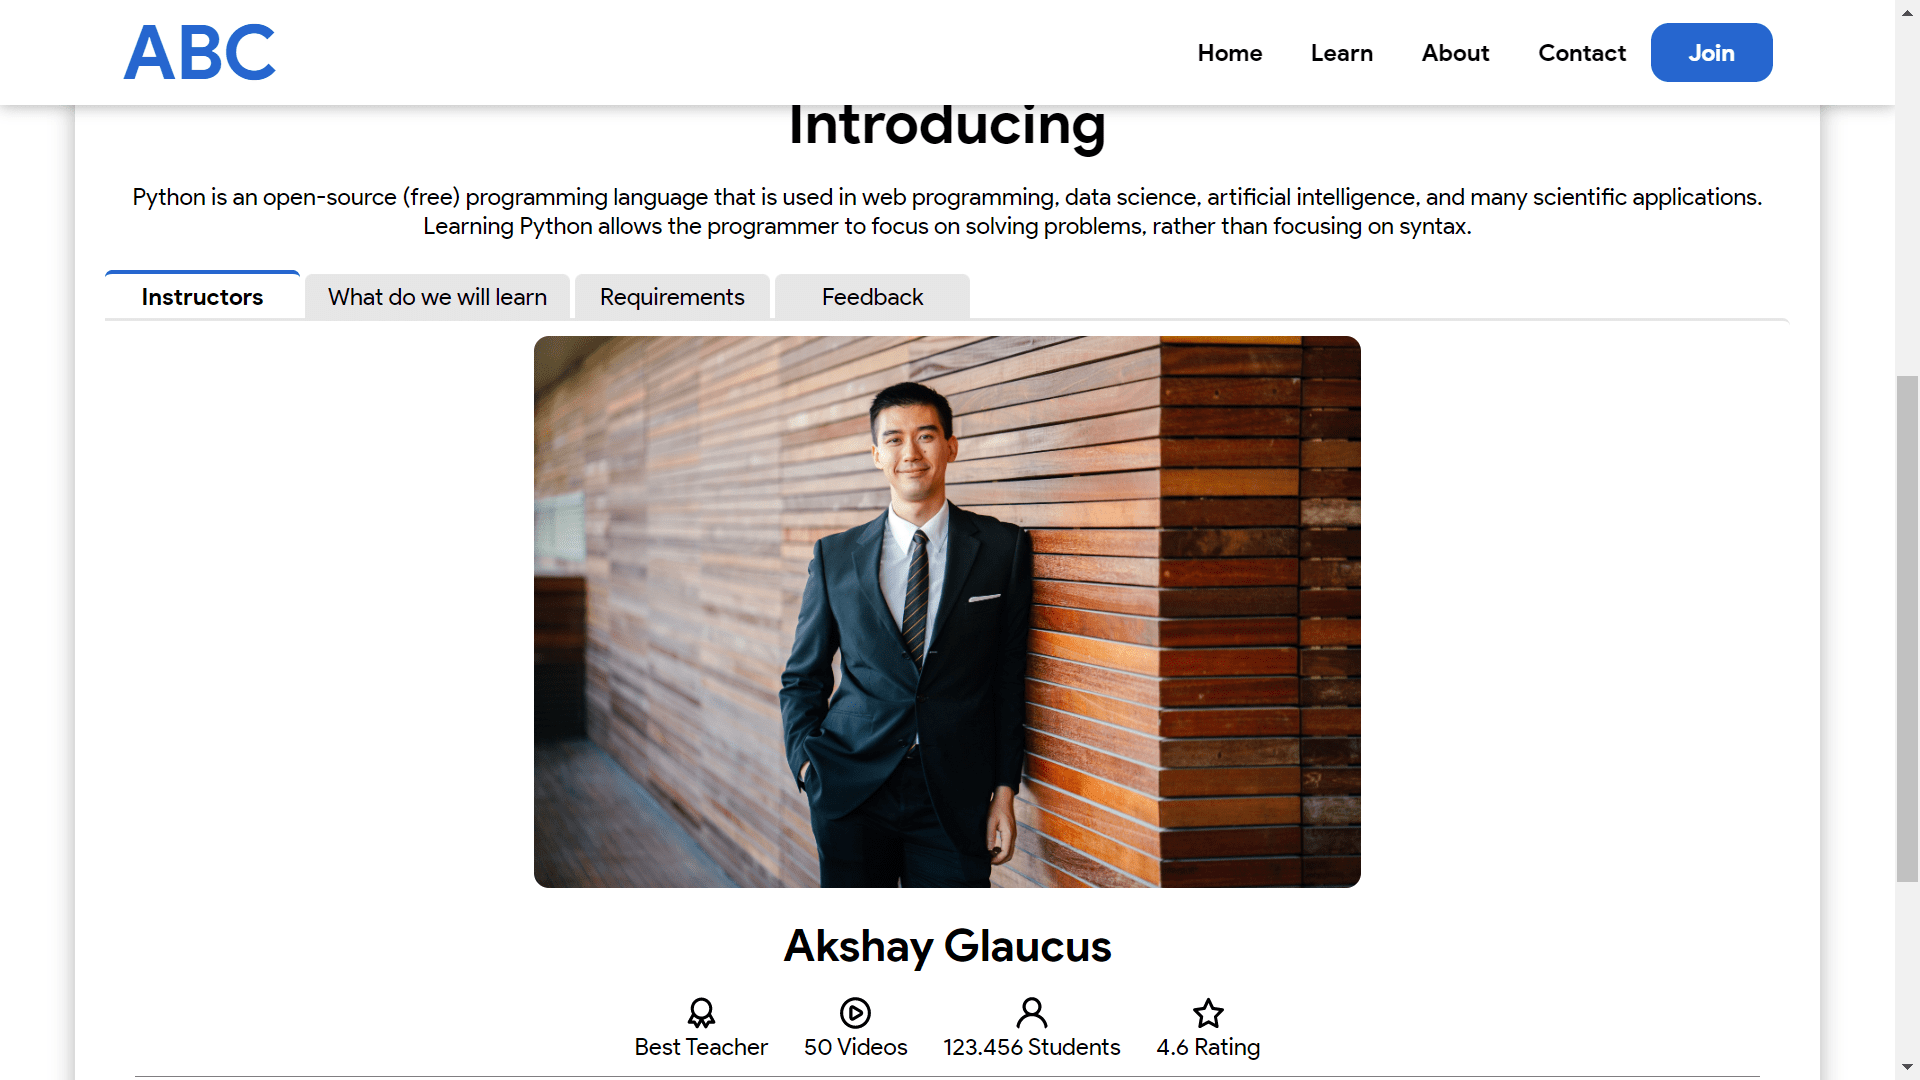 ABC
Home Learn About Contact Join
Introducing
Python is an open-source (free) programming language that is used in web programming, data science, artificial intelligence, and many scientific applications.
Learning Python allows the programmer to focus on solving problems, rather than focusing on syntax.
Instructors What do we will learn Requirements Feedback
Akshay Glaucus
Best Teacher 50 Videos 123.456 Students 4.6 Rating